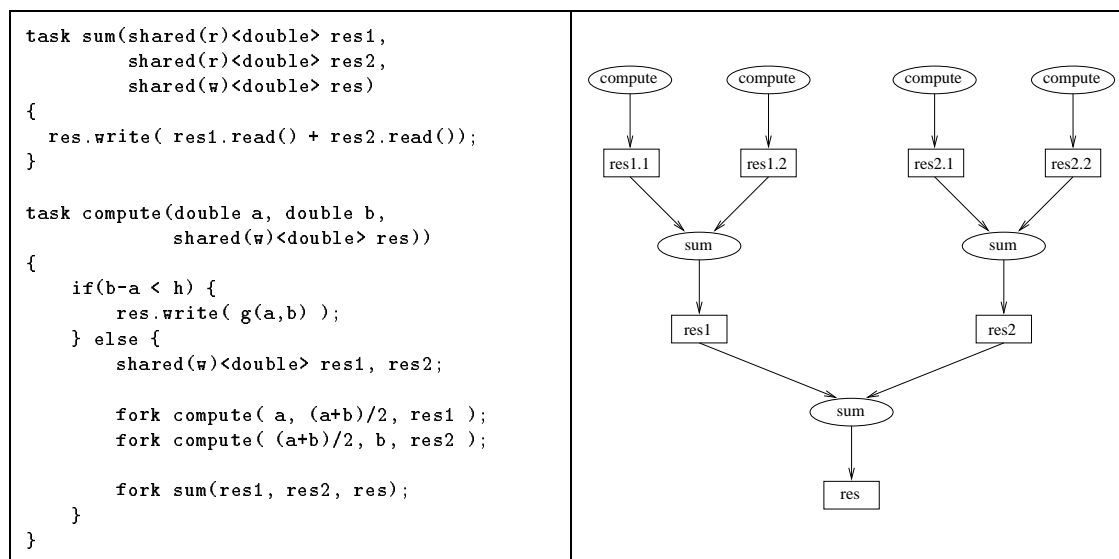 task sum(shared(r)<double> res1,
shared(r)<double> res2,
shared(w)<double> res)
{
res.write( res1.read() + res2.read());
}
task compute(double a, double b,
shared(w)<double> res))
{
if(b-a < h) {
res.write( g(a,b) );
} else {
shared(w)<double> res1, res2;
fork compute( a, (a+b)/2, res1 );
fork compute( (a+b)/2, b, res2 );
fork sum(res1, res2, res);
}
}
compute compute compute compute
res1.1 res1.2 res2.1 res2.2
sum sum
res1 res2
sum
res